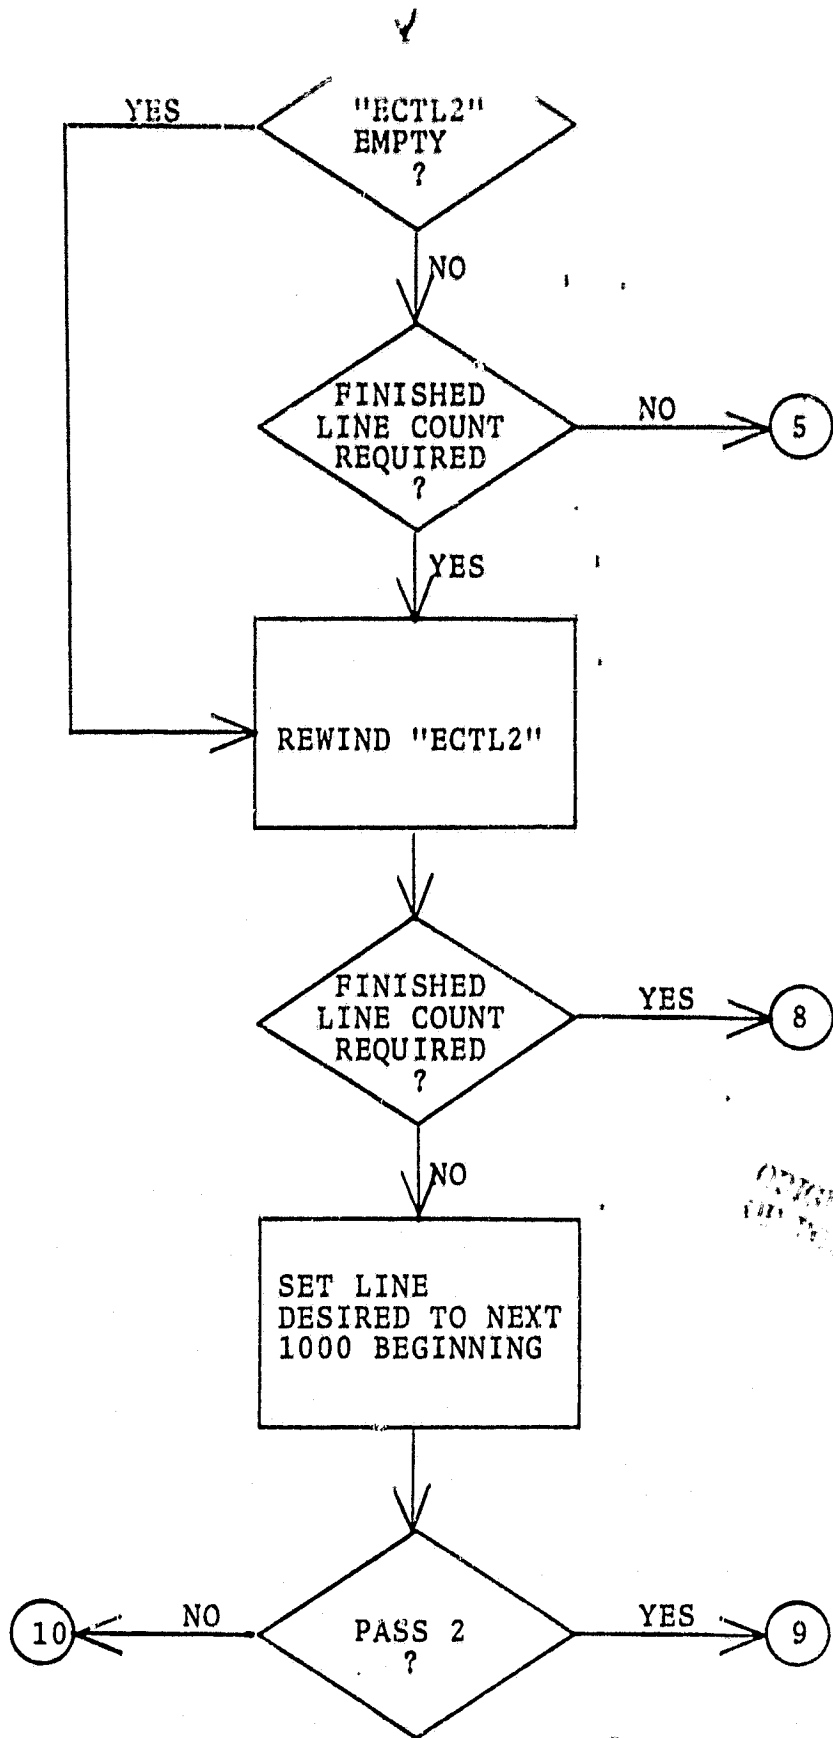 YES
"ECTL2"
EMPTY
?
NO
FINISHED
LINE COUNT
REQUIRED
?
NO
5
YES
REWIND "ECTL2"
FINISHED
LINE COUNT
REQUIRED
?
YES
8
NO
SET LINE
DESIRED TO NEXT
1000 BEGINNING
10
NO
PASS 2
?
YES
9